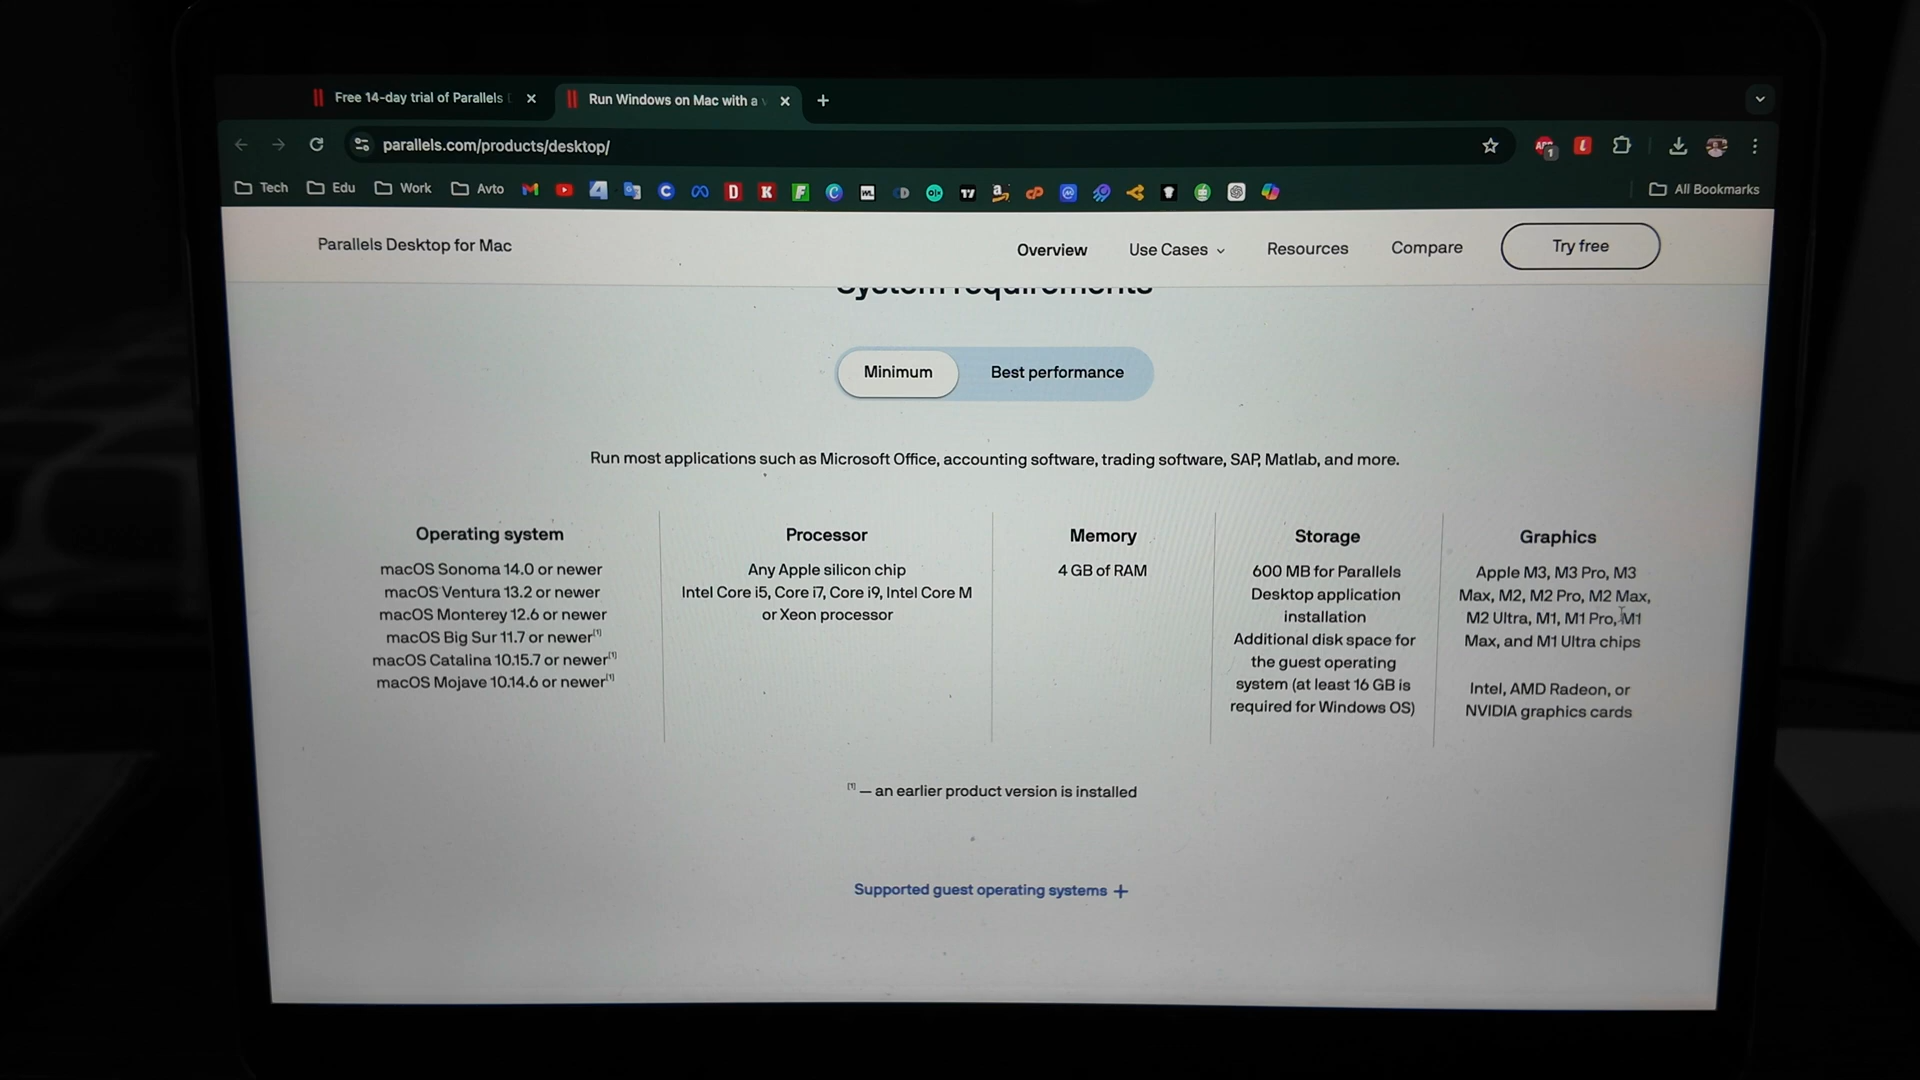 Free 14-day trial of Parallels
Run Windows on Mac with a
parallels.com/products/desktop/
Tech
Edu
Work
Avto
All Bookmarks
Parallels Desktop for Mac
Overview
Use Cases
Resources
Compare
Try free
System requirements
Minimum
Best performance
Run most applications such as Microsoft Office, accounting software, trading software, SAP, Matlab, and more.
Operating system
macOS Sonoma 14.0 or newer
macOS Ventura 13.2 or newer
macOS Monterey 12.6 or newer
macOS Big Sur 11.7 or newer[1]
macOS Catalina 10.15.7 or newer[1]
macOS Mojave 10.14.6 or newer[1]
Processor
Any Apple silicon chip
Intel Core i5, Core i7, Core i9, Intel Core M
or Xeon processor
Memory
4 GB of RAM
Storage
600 MB for Parallels
Desktop application
installation
Additional disk space for
the guest operating
system (at least 16 GB is
required for Windows OS)
Graphics
Apple M3, M3 Pro, M3
Max, M2, M2 Pro, M2 Max,
M2 Ultra, M1, M1 Pro, M1
Max, and M1 Ultra chips
Intel, AMD Radeon, or
NVIDIA graphics cards
[1] — an earlier product version is installed
Supported guest operating systems +